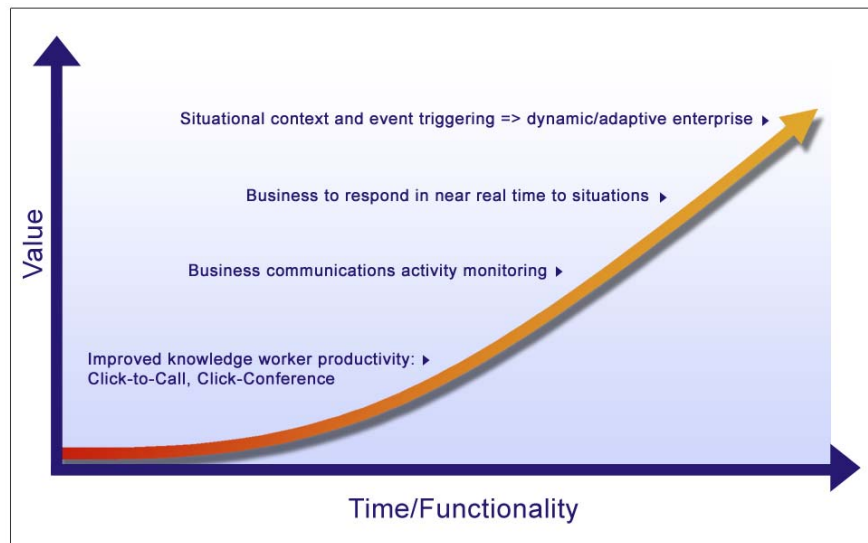 Situational context and event triggering => dynamic/adaptive enterprise
Business to respond in near real time to situations
Business communications activity monitoring
Improved knowledge worker productivity:
Click-to-Call, Click-Conference
Value
Time/Functionality